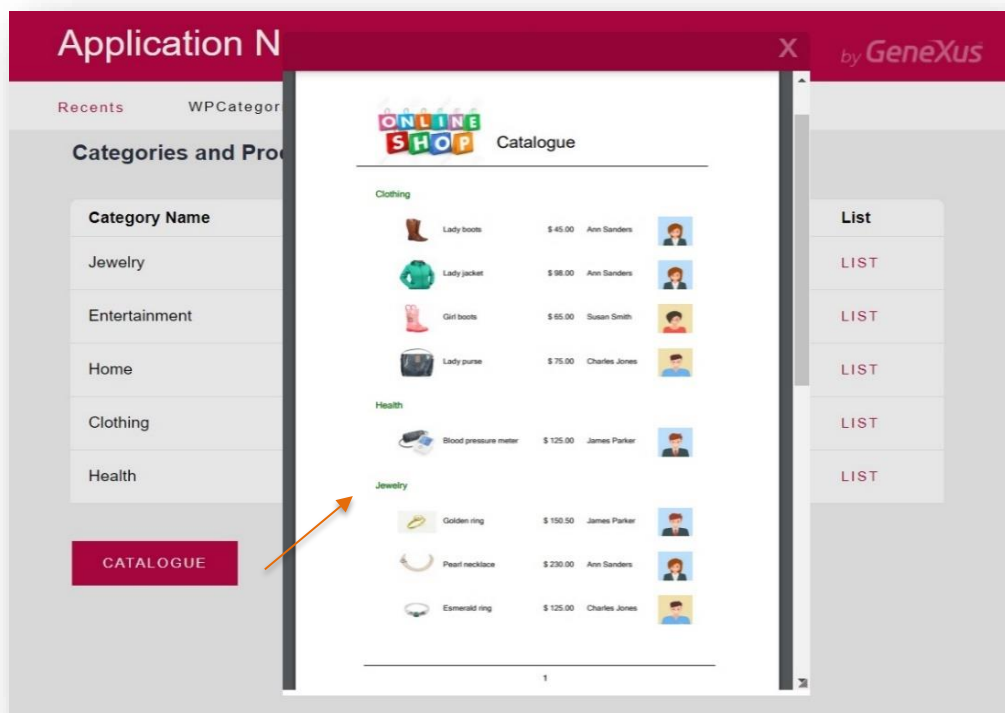 Application N
X
by GeneXus
Recents WPCategori
Categories and Pro
Category Name List
Jewelry LIST
Entertainment LIST
Home LIST
Clothing LIST
Health LIST
CATALOGUE
ONLINE
SHOP
Catalogue
Clothing
Lady boots $ 45.00 Ann Sanders
Lady jacket $ 98.00 Ann Sanders
Girl boots $ 65.00 Susan Smith
Lady purse $ 75.00 Charles Jones
Health
Blood pressure meter $ 125.00 James Parker
Jewelry
Golden ring $ 150.50 James Parker
Pearl necklace $ 230.00 Ann Sanders
Esmerald ring $ 125.00 Charles Jones
1